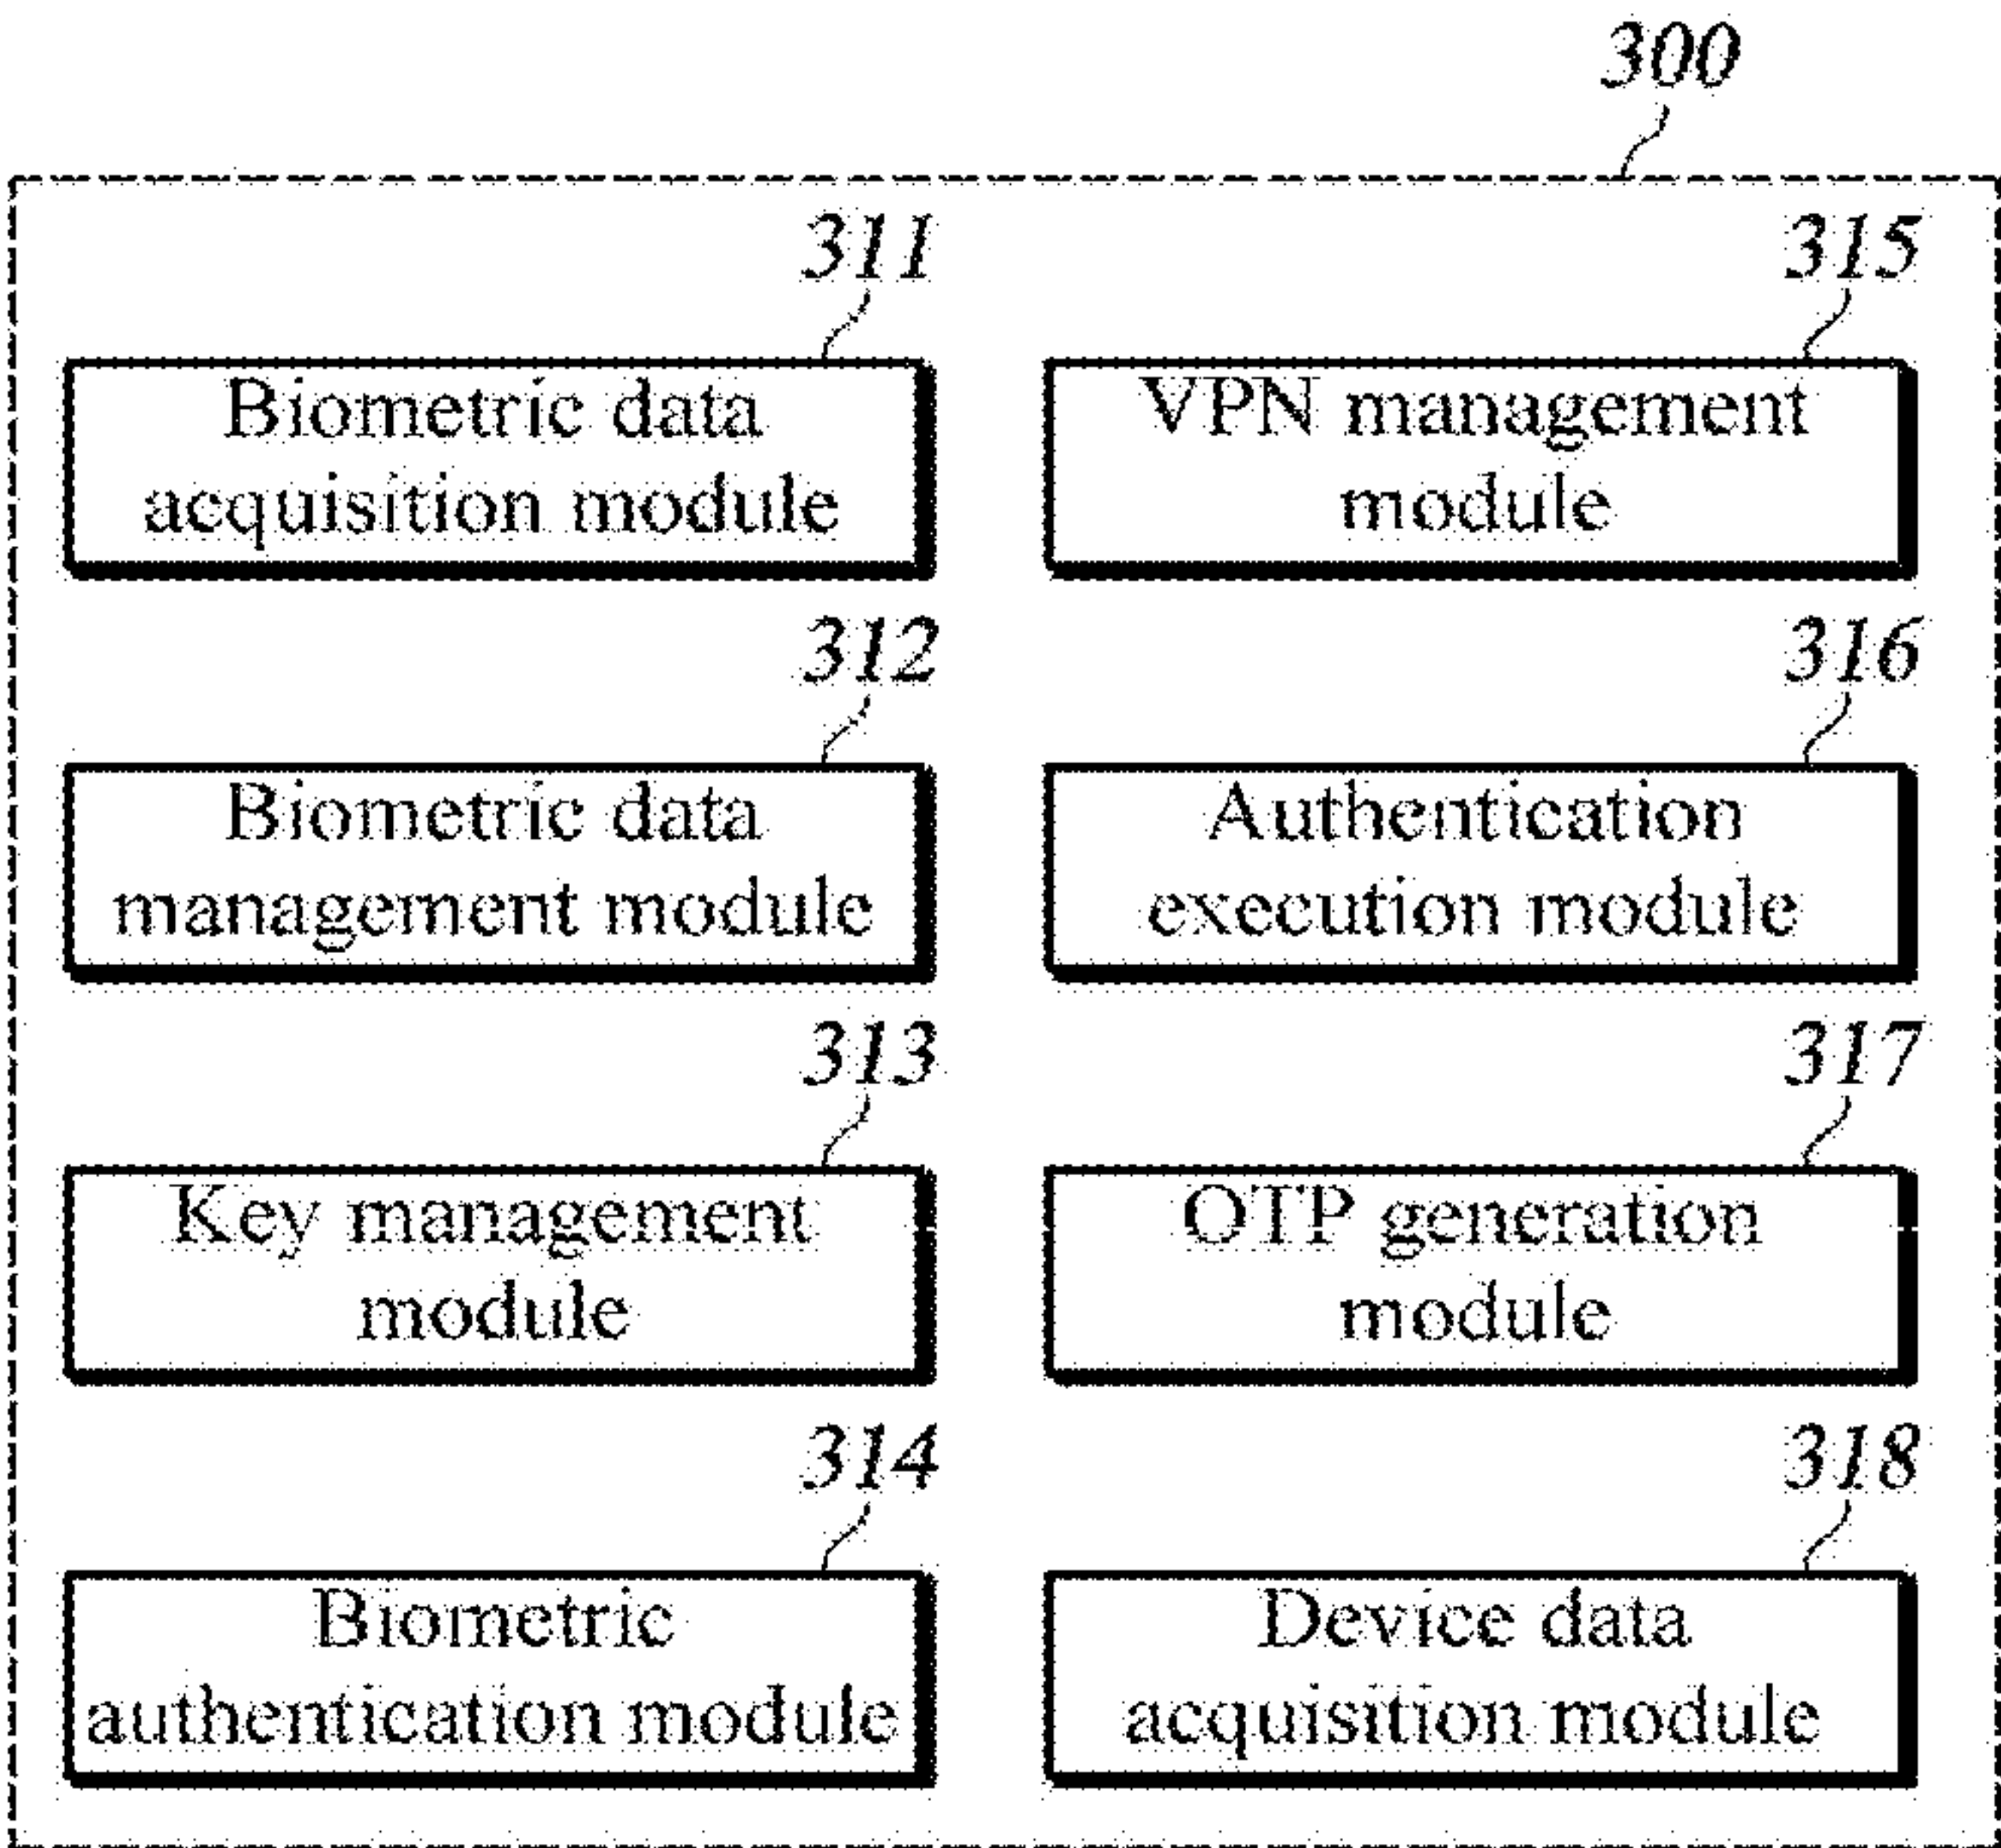 300
311
Biometric data
acquisition module
315
VPN management
module
312
Biometric data
management module
316
Authentication
execution module
313
Key management
module
317
OTP generation
module
314
Biometric
authentication module
318
Device data
acquisition module